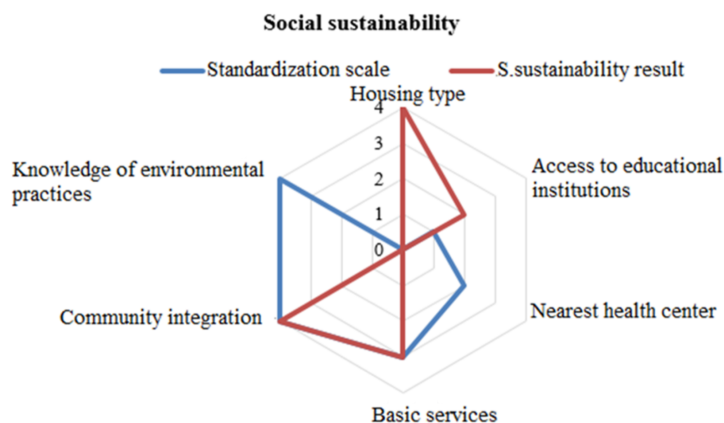 Social sustainability
Standardization scale
S.sustainability result
Housing type
4
3
2
1
0
Knowledge of environmental
practices
Access to educational
institutions
Community integration
Nearest health center
Basic services